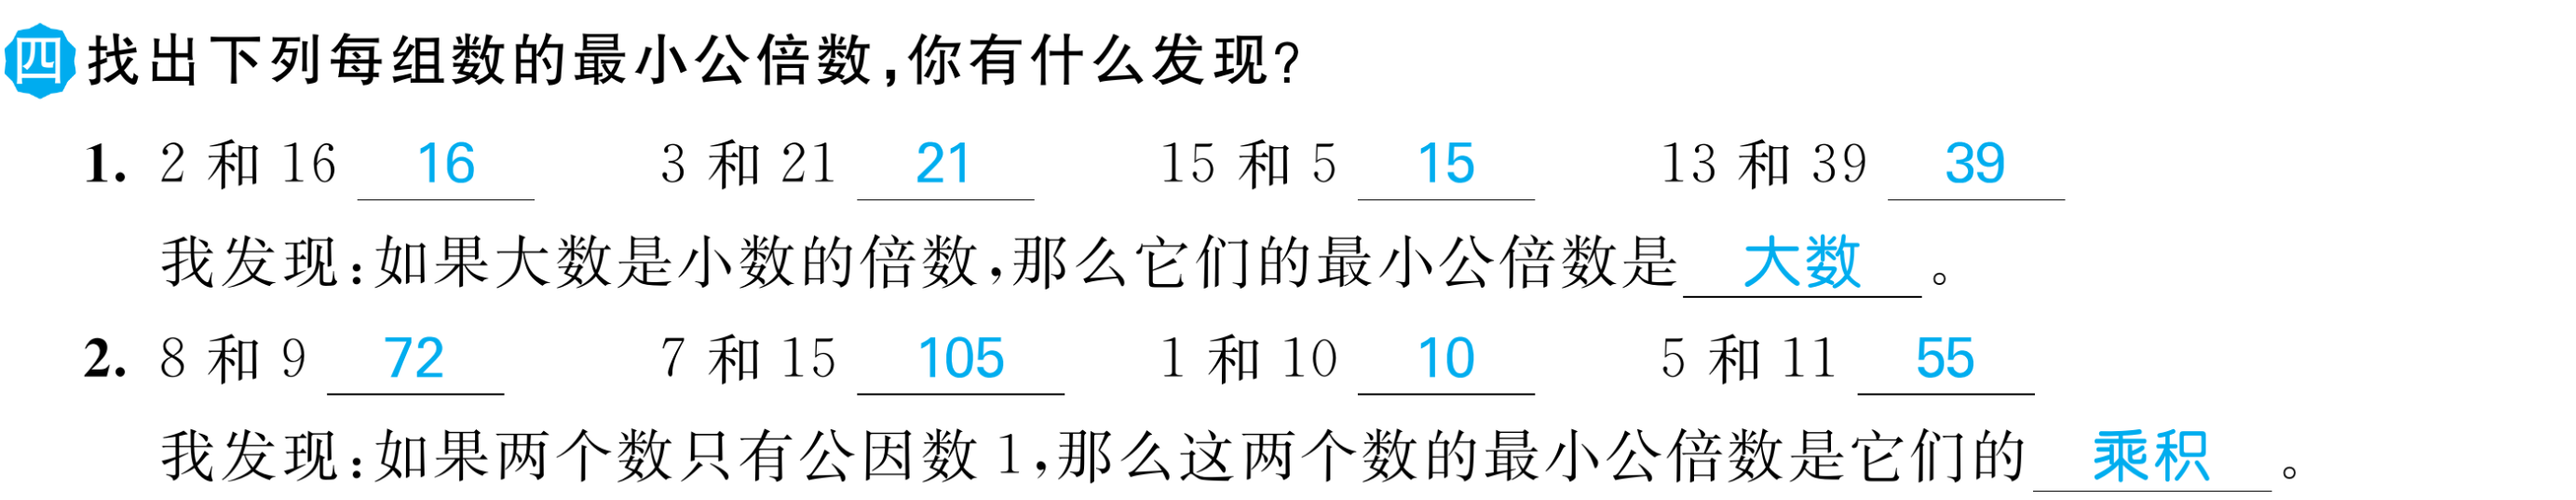 四 找出下列每组数的最小公倍数,你有什么发现?
1. 2 和 16 16 3 和 21 21 15 和 5 15 13 和 39 39
我发现:如果大数是小数的倍数,那么它们的最小公倍数是 大数 。
2. 8 和 9 72 7 和 15 105 1 和 10 10 5 和 11 55
我发现:如果两个数只有公因数 1,那么这两个数的最小公倍数是它们的 乘积 。